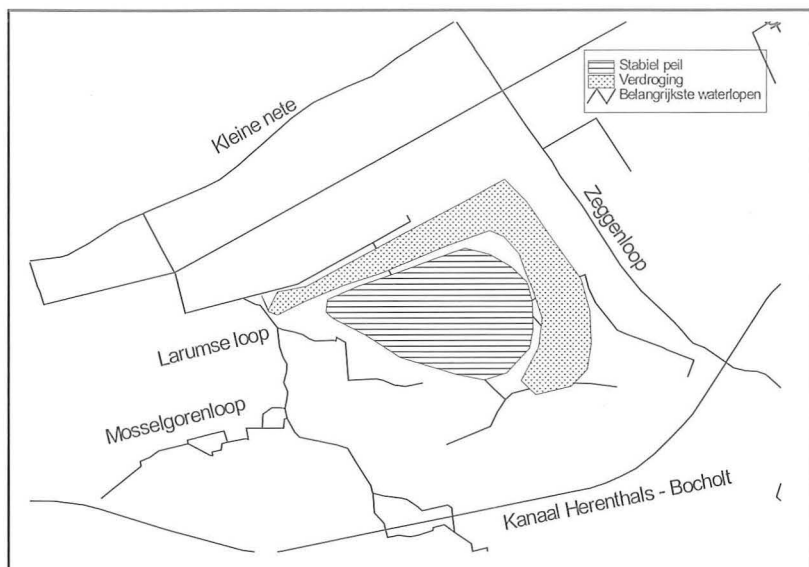 Stabiel peil
Verdroging
Belangrijkste waterlopen
Kleine nete
Zeggenloop
Larumse loop
Mosselgorenloop
Kanaal Herenthals - Bocholt